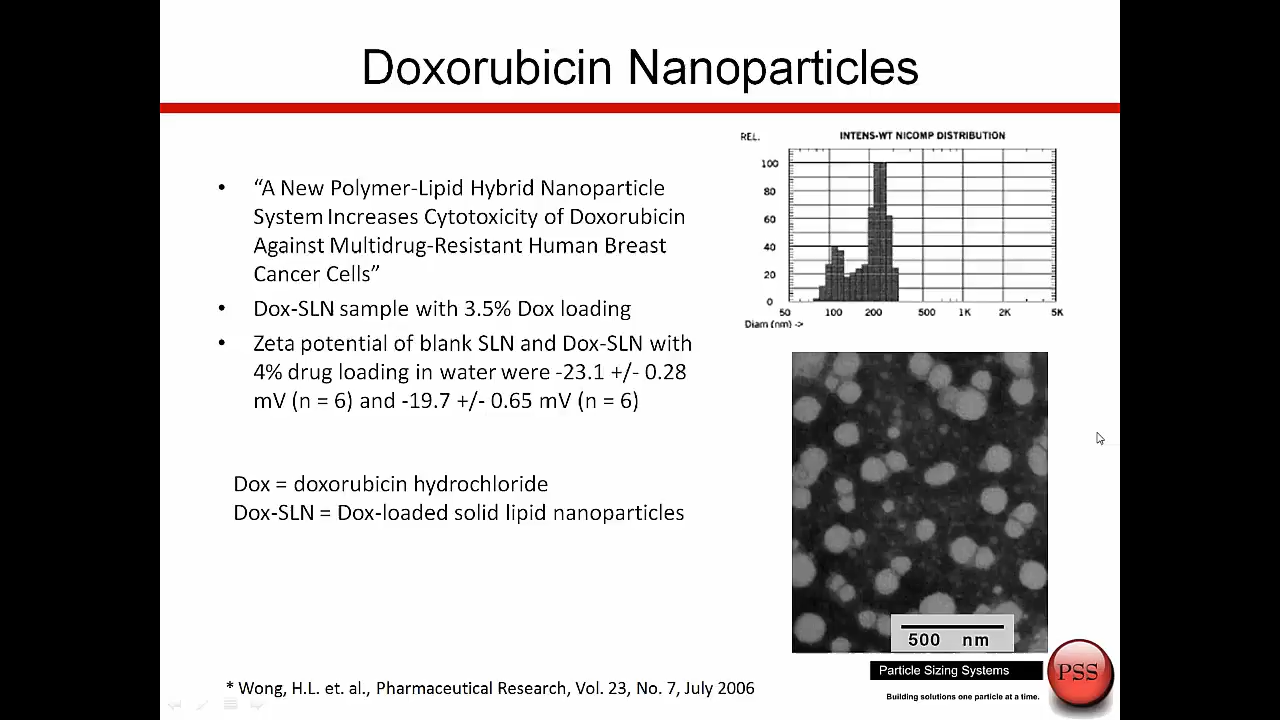 Doxorubicin Nanoparticles
• “A New Polymer-Lipid Hybrid Nanoparticle
System Increases Cytotoxicity of Doxorubicin
Against Multidrug-Resistant Human Breast
Cancer Cells”
• Dox-SLN sample with 3.5% Dox loading
• Zeta potential of blank SLN and Dox-SLN with
4% drug loading in water were -23.1 +/- 0.28
mV (n = 6) and -19.7 +/- 0.65 mV (n = 6)
Dox = doxorubicin hydrochloride
Dox-SLN = Dox-loaded solid lipid nanoparticles
* Wong, H.L. et. al., Pharmaceutical Research, Vol. 23, No. 7, July 2006
REL. INTENS-WT NICOMP DISTRIBUTION
100
80
60
40
20
0
50 100 200 500 1K 2K 5K
Diam (nm) ->
500 nm
Particle Sizing Systems
PSS
Building solutions one particle at a time.